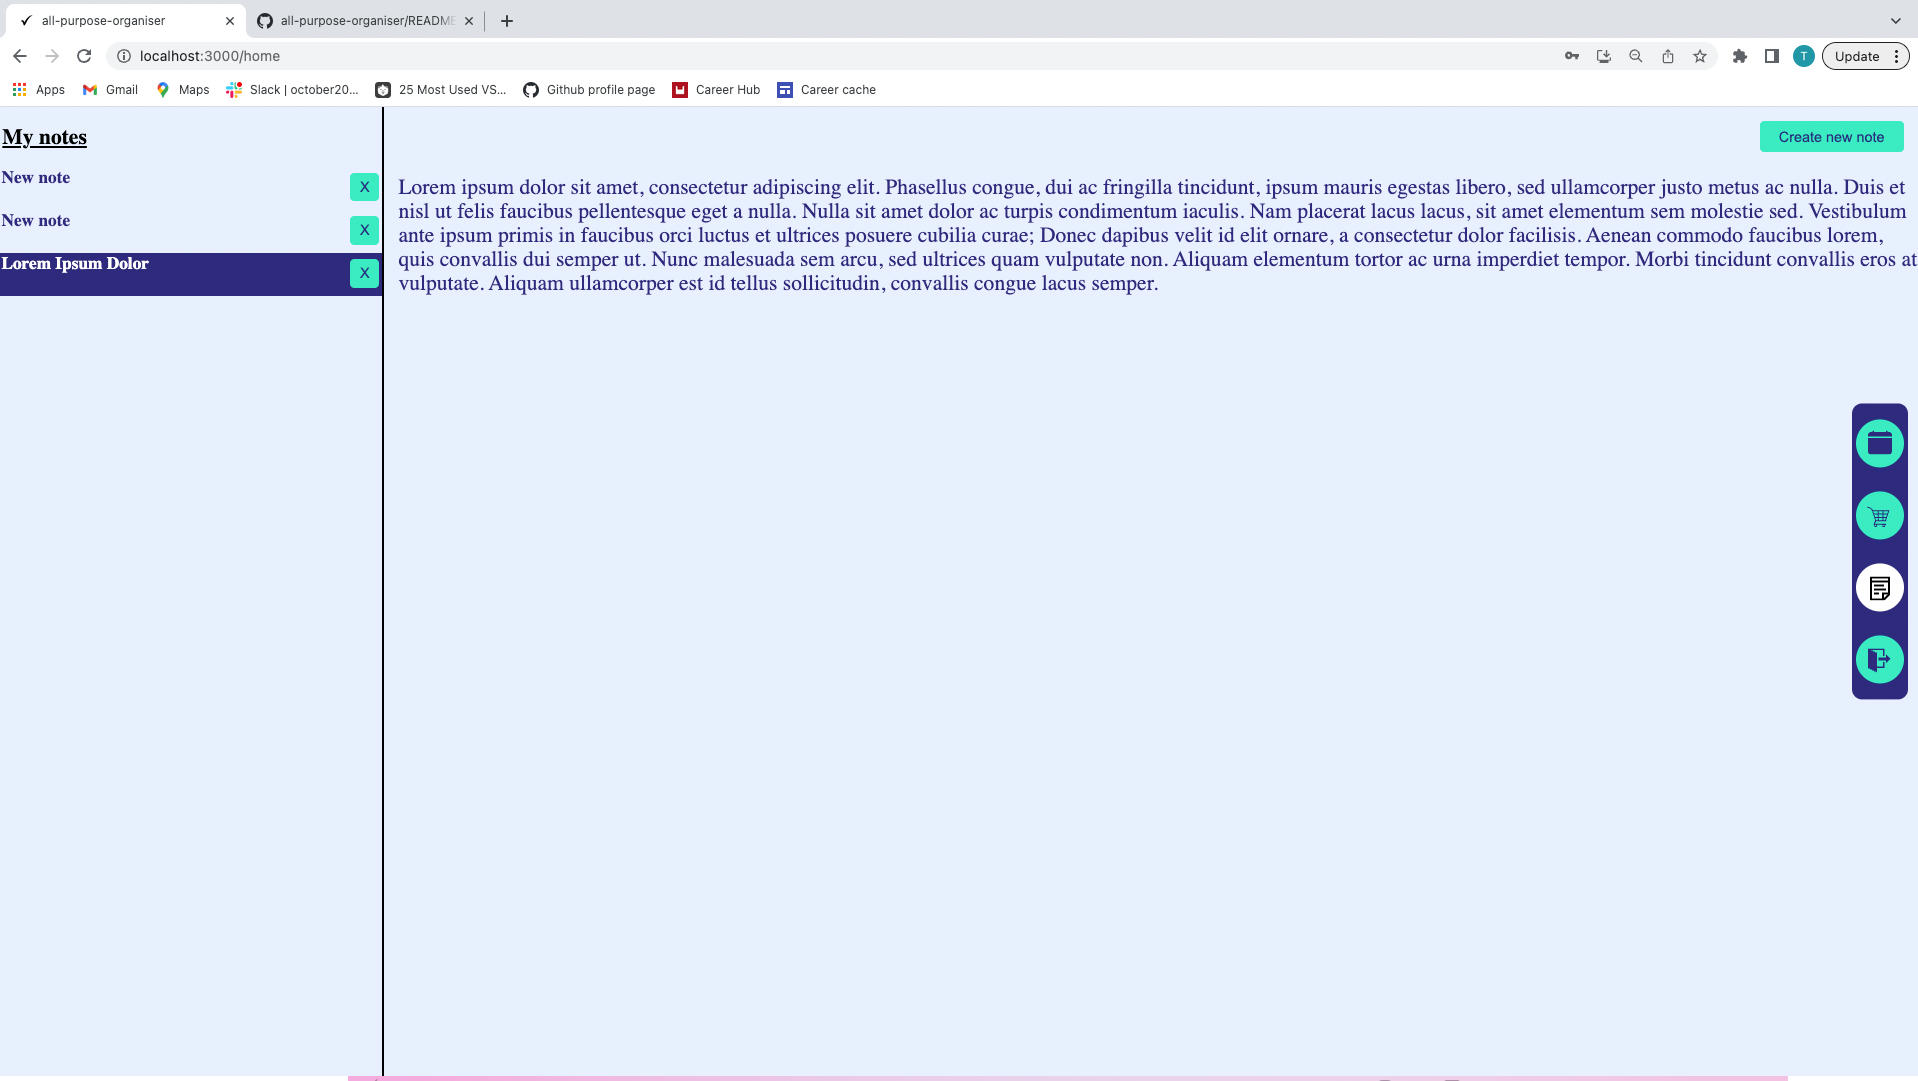 all-purpose-organiser
all-purpose-organiser/README
localhost:3000/home
T
Update
Apps
Gmail
Maps
Slack | october20...
25 Most Used VS...
Github profile page
Career Hub
Career cache
My notes
Create new note
New note
X
New note
X
Lorem Ipsum Dolor
X
Lorem ipsum dolor sit amet, consectetur adipiscing elit. Phasellus congue, dui ac fringilla tincidunt, ipsum mauris egestas libero, sed ullamcorper justo metus ac nulla. Duis et
nisl ut felis faucibus pellentesque eget a nulla. Nulla sit amet dolor ac turpis condimentum iaculis. Nam placerat lacus lacus, sit amet elementum sem molestie sed. Vestibulum
ante ipsum primis in faucibus orci luctus et ultrices posuere cubilia curae; Donec dapibus velit id elit ornare, a consectetur dolor facilisis. Aenean commodo faucibus lorem,
quis convallis dui semper ut. Nunc malesuada sem arcu, sed ultrices quam vulputate non. Aliquam elementum tortor ac urna imperdiet tempor. Morbi tincidunt convallis eros at
vulputate. Aliquam ullamcorper est id tellus sollicitudin, convallis congue lacus semper.